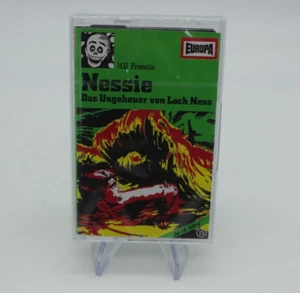 EUROPA
H.G. Francis
Nessie
Das Ungeheuer von Loch Ness